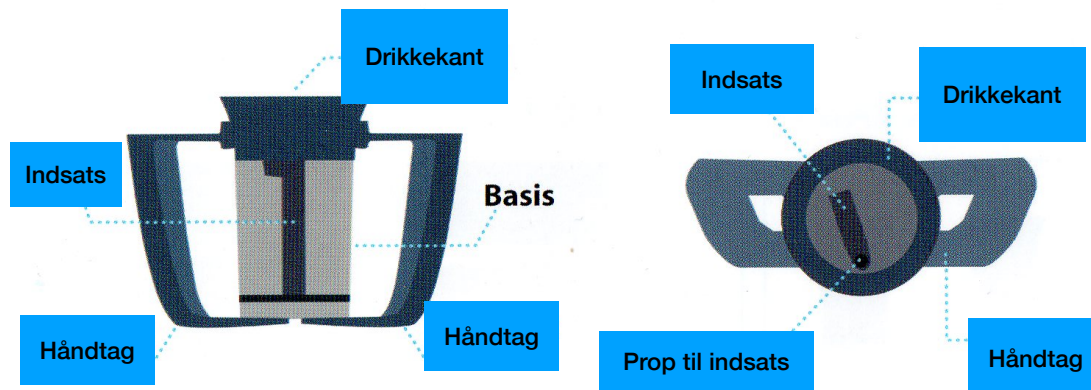 Drikkekant
Indsats
Basis
Håndtag
Håndtag
Indsats
Drikkekant
Prop til indsats
Håndtag